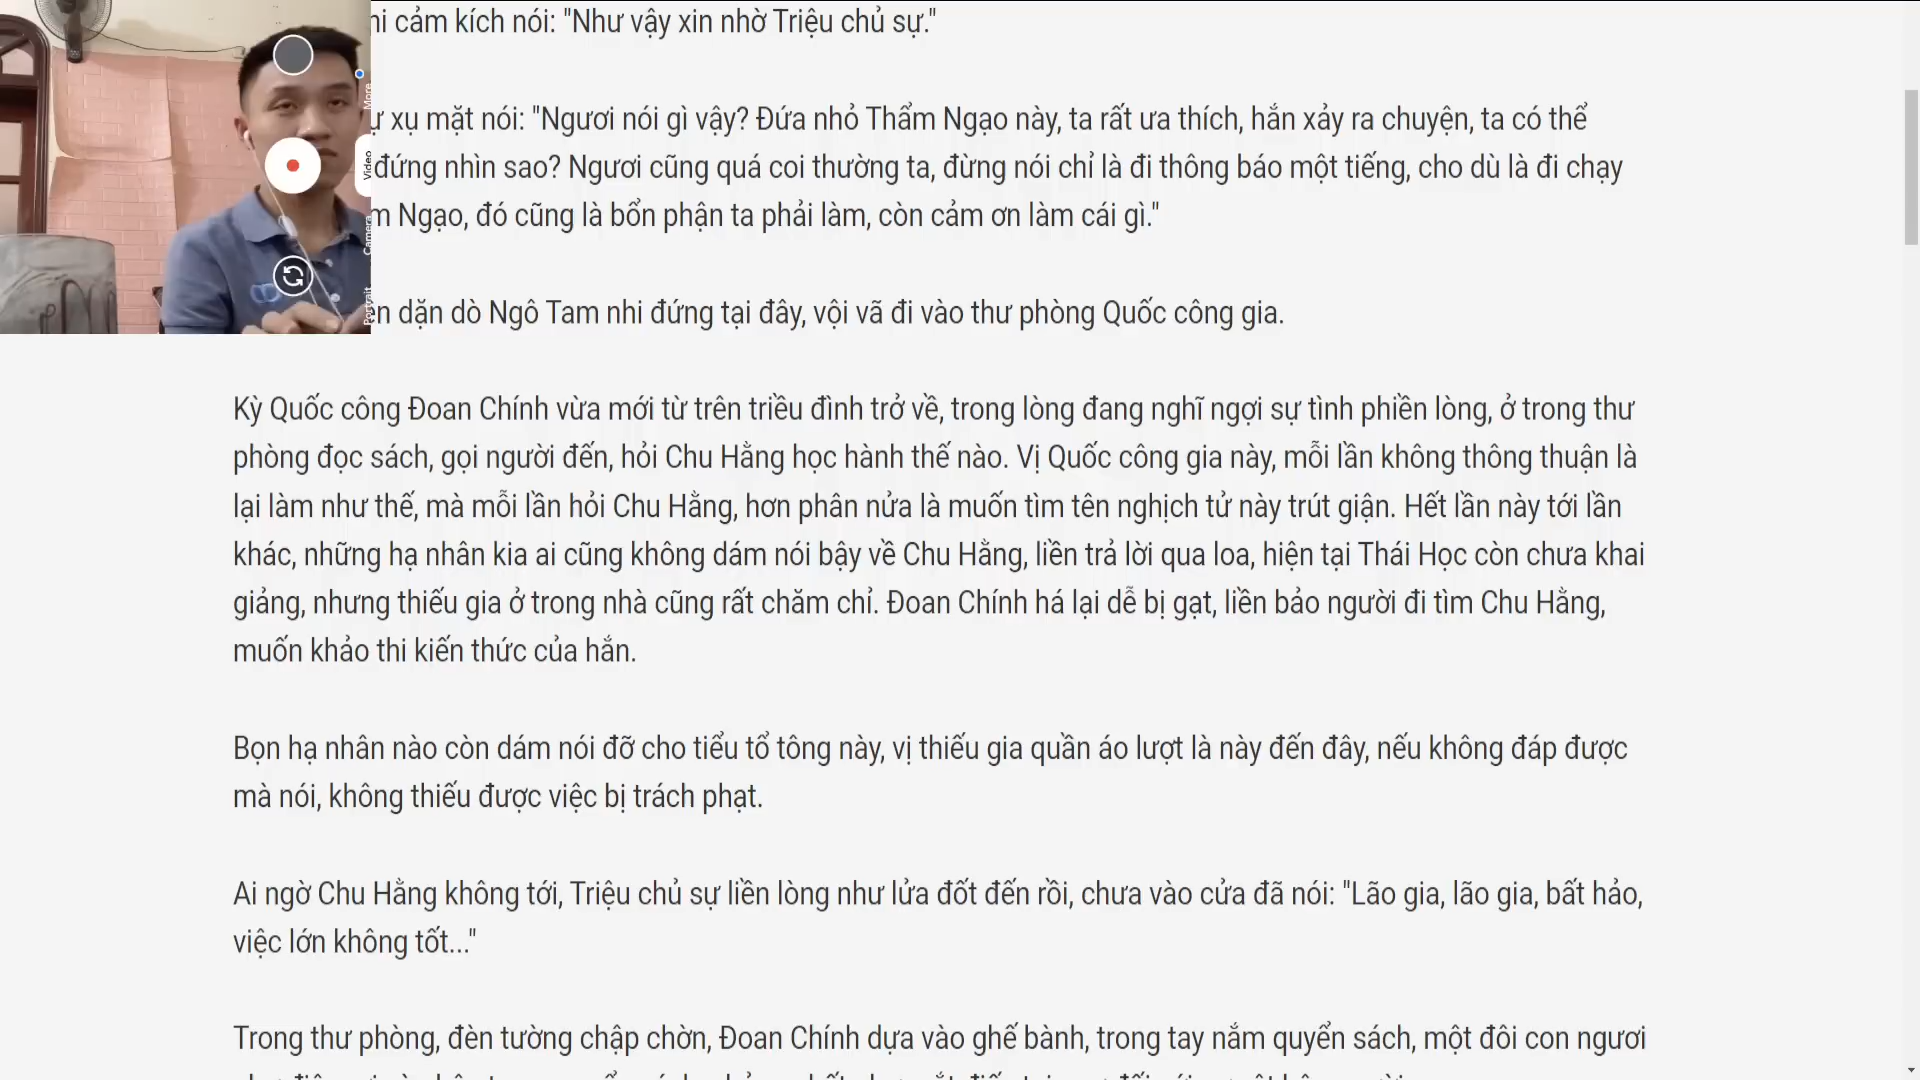 hi cảm kích nói: "Như vậy xin nhờ Triệu chủ sự."
xụ mặt nói: "Ngươi nói gì vậy? Đứa nhỏ Thẩm Ngạo này, ta rất ưa thích, hắn xảy ra chuyện, ta có thể
đứng nhìn sao? Ngươi cũng quá coi thường ta, đừng nói chỉ là đi thông báo một tiếng, cho dù là đi chạy
Ngạo, đó cũng là bổn phận ta phải làm, còn cảm ơn làm cái gì."
dặn dò Ngô Tam nhi đứng tại đây, vội vã đi vào thư phòng Quốc công gia.
Kỳ Quốc công Đoan Chính vừa mới từ trên triều đình trở về, trong lòng đang nghĩ ngợi sự tình phiền lòng, ở trong thư
phòng đọc sách, gọi người đến, hỏi Chu Hằng học hành thế nào. Vị Quốc công gia này, mỗi lần không thông thuận là
lại làm như thế, mà mỗi lần hỏi Chu Hằng, hơn phân nửa là muốn tìm tên nghịch tử này trút giận. Hết lần này tới lần
khác, những hạ nhân kia ai cũng không dám nói bậy về Chu Hằng, liền trả lời qua loa, hiện tại Thái Học còn chưa khai
giảng, nhưng thiếu gia ở trong nhà cũng rất chăm chỉ. Đoan Chính há lại dễ bị gạt, liền bảo người đi tìm Chu Hằng,
muốn khảo thi kiến thức của hắn.
Bọn hạ nhân nào còn dám nói đỡ cho tiểu tổ tông này, vị thiếu gia quần áo lượt là này đến đây, nếu không đáp được
mà nói, không thiếu được việc bị trách phạt.
Ai ngờ Chu Hằng không tới, Triệu chủ sự liền lòng như lửa đốt đến rồi, chưa vào cửa đã nói: "Lão gia, lão gia, bất hảo,
việc lớn không tốt..."
Trong thư phòng, đèn tường chập chờn, Đoan Chính dựa vào ghế bành, trong tay nắm quyển sách, một đôi con ngươi
More
Video
Camera
Portrait